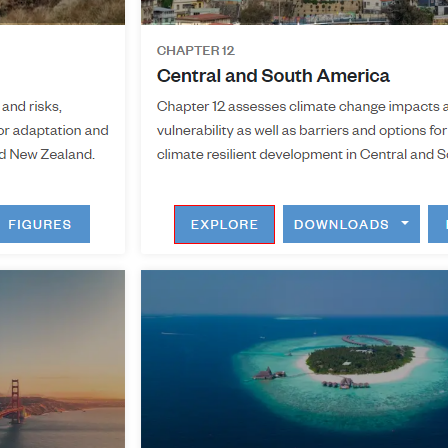 and risks,
or adaptation and
d New Zealand.
FIGURES
CHAPTER 12
Central and South America
Chapter 12 assesses climate change impacts a
vulnerability as well as barriers and options for
climate resilient development in Central and S
EXPLORE
DOWNLOADS